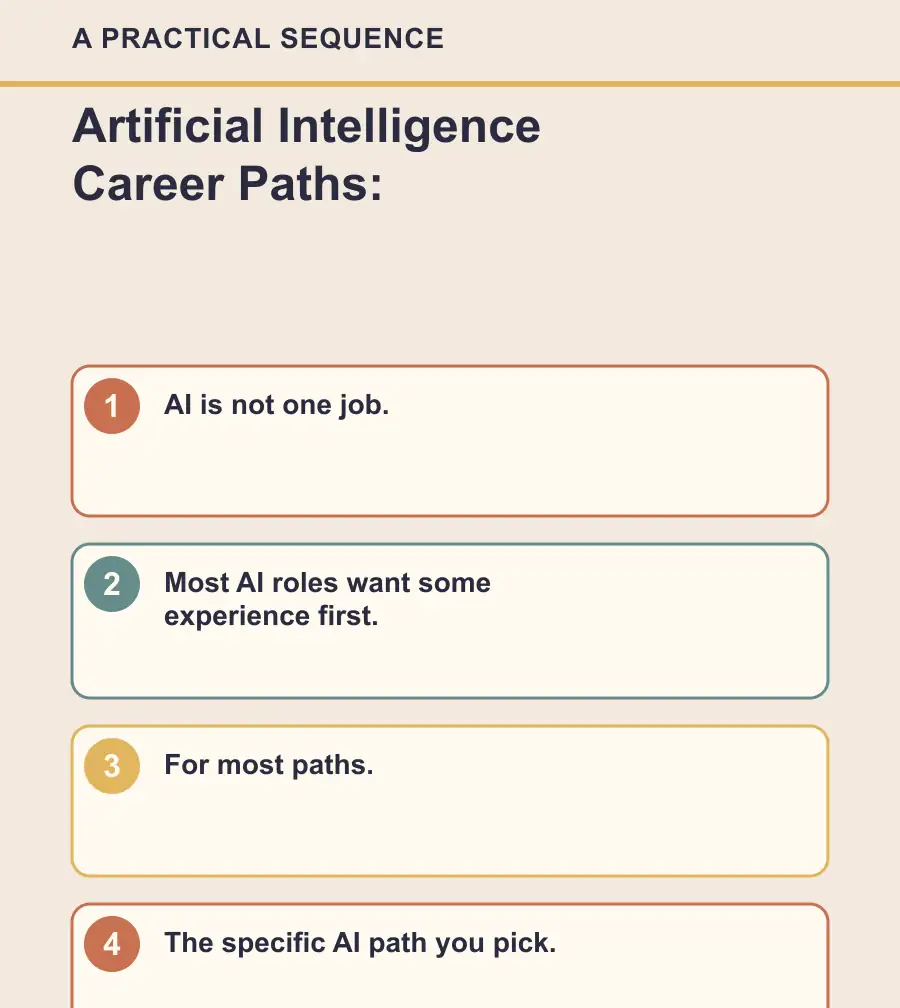 A PRACTICAL SEQUENCE
Artificial Intelligence
Career Paths:
1
AI is not one job.
2
Most AI roles want some
experience first.
3
For most paths.
4
The specific AI path you pick.